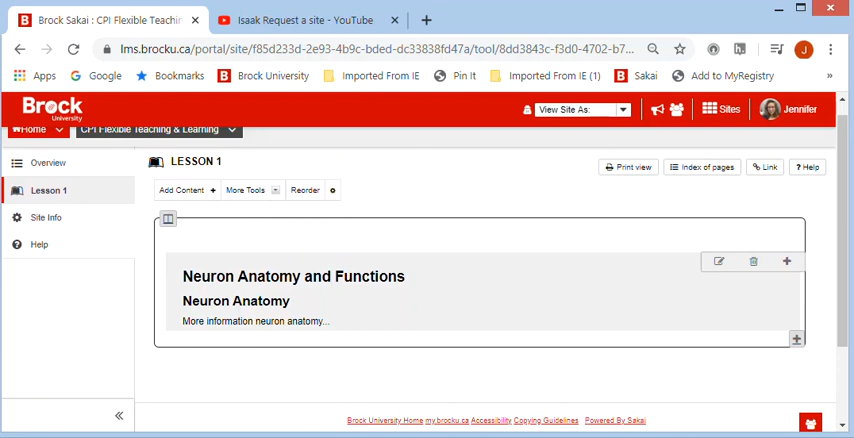 Brock Sakai : CPI Flexible Teachin
Isaak Request a site - YouTube
lms.brocku.ca/portal/site/f85d233d-2e93-4b9c-bded-dc33838fd47a/tool/8dd3843c-f3d0-4702-b7...
Apps
Google
Bookmarks
Brock University
Imported From IE
Pin It
Imported From IE (1)
Sakai
Add to MyRegistry
»
Brock
University
View Site As:
Sites
Jennifer
Home
CPI Flexible Teaching & Learning
Overview
Lesson 1
Site Info
Help
LESSON 1
Print view
Index of pages
Link
? Help
Add Content +
More Tools
Reorder
Neuron Anatomy and Functions
Neuron Anatomy
More information neuron anatomy...
Brock University Home my.brocku.ca Accessibility Copying Guidelines Powered By Sakai